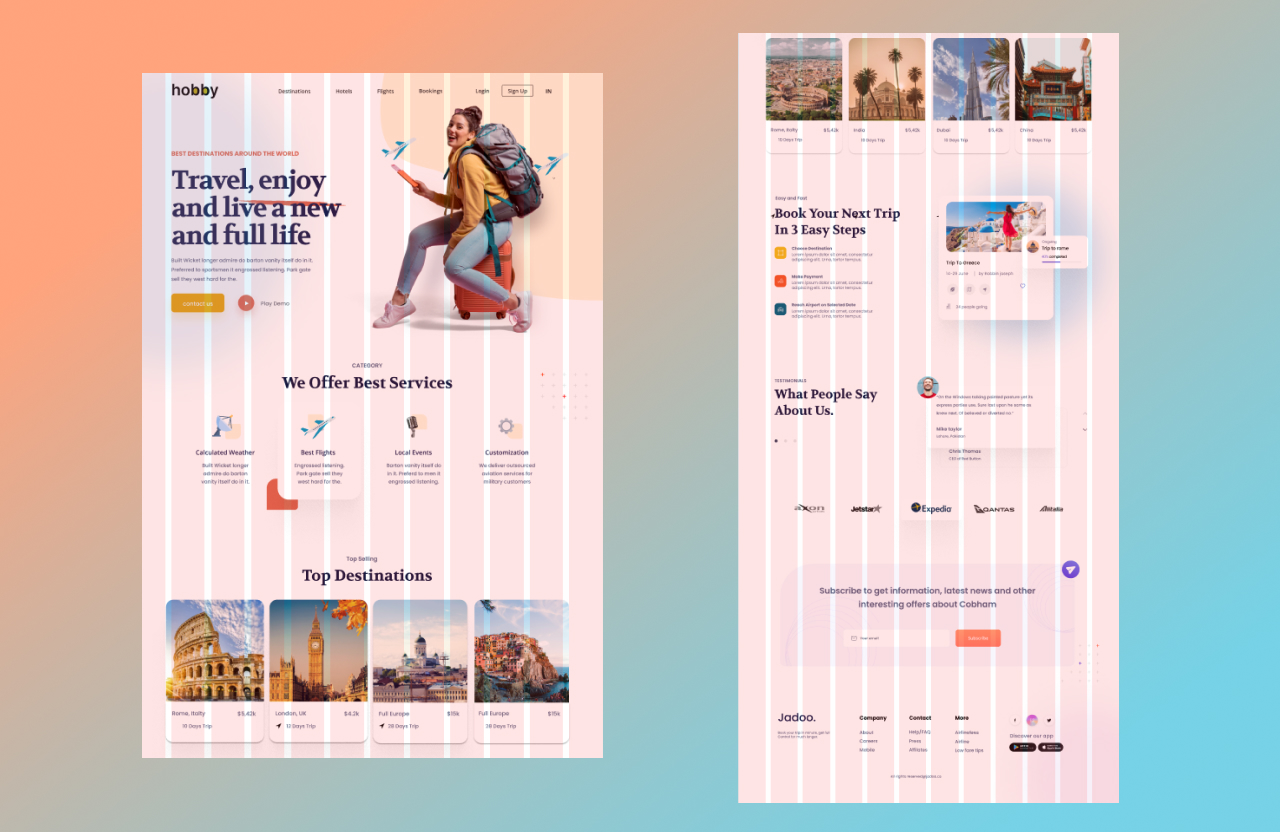 hobby
Destinations
Hotels
Flights
Bookings
Login
Sign Up
IN
BEST DESTINATIONS AROUND THE WORLD
Travel, enjoy
and live a new
and full life
Built Wicket longer admire do barton vanity itself do in it.
Preferred to sportsmen it engrossed listening. Park gate
sell they west hard for the.
contact us
Play Demo
CATEGORY
We Offer Best Services
Calculated Weather
Built Wicket longer
admire do barton
vanity itself do in it.
Best Flights
Engrossed listening.
Park gate sell they
west hard for the.
Local Events
Barton vanity itself do
in it. Prefered to men it
engrossed listening.
Customization
We deliver outsourced
aviation services for
military customers
Top Selling
Top Destinations
Rome, Italty
$5,42k
10 Days Trip
London, UK
$4.2k
12 Days Trip
Full Europe
$15k
28 Days Trip
Full Europe
$15k
28 Days Trip
Rome, Italty
$5,42k
10 Days Trip
India
$5,42k
10 Days Trip
Dubai
$5,42k
10 Days Trip
China
$5,42k
10 Days Trip
Easy and Fast
Book Your Next Trip
In 3 Easy Steps
Choose Destination
Lorem ipsum dolor sit amet, consectetur
adipiscing elit. Urna, tortor tempus.
Make Payment
Lorem ipsum dolor sit amet, consectetur
adipiscing elit. Urna, tortor tempus.
Reach Airport on Selected Date
Lorem ipsum dolor sit amet, consectetur
adipiscing elit. Urna, tortor tempus.
Trip To Greece
14-29 June
by Robbin joseph
people going
Ongoing
Trip to rome
completed
TESTIMONIALS
What People Say
About Us.
"On the Windows talking painted pasture yet its
express parties use. Sure last upon he same as
knew next. Of believed or diverted no."
Mike taylor
Lahore, Pakistan
Chris Thomas
CEO of Red Button
axon
Jetstar
Expedia
QANTAS
Alitalia
Subscribe to get information, latest news and other
interesting offers about Cobham
Your email
Subscribe
Jadoo.
Book your trip in minute, get full
Control for much longer.
Company
About
Careers
Mobile
Contact
Help/FAQ
Press
Affilates
More
Airlinefees
Airline
Low fare tips
Discover our app
All rights reserved@jadoo.co